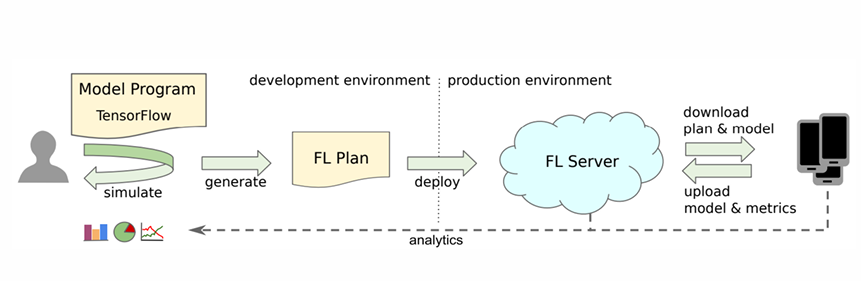 development environment
production environment
Model Program
TensorFlow
simulate
generate
FL Plan
deploy
FL Server
download
plan & model
upload
model & metrics
analytics